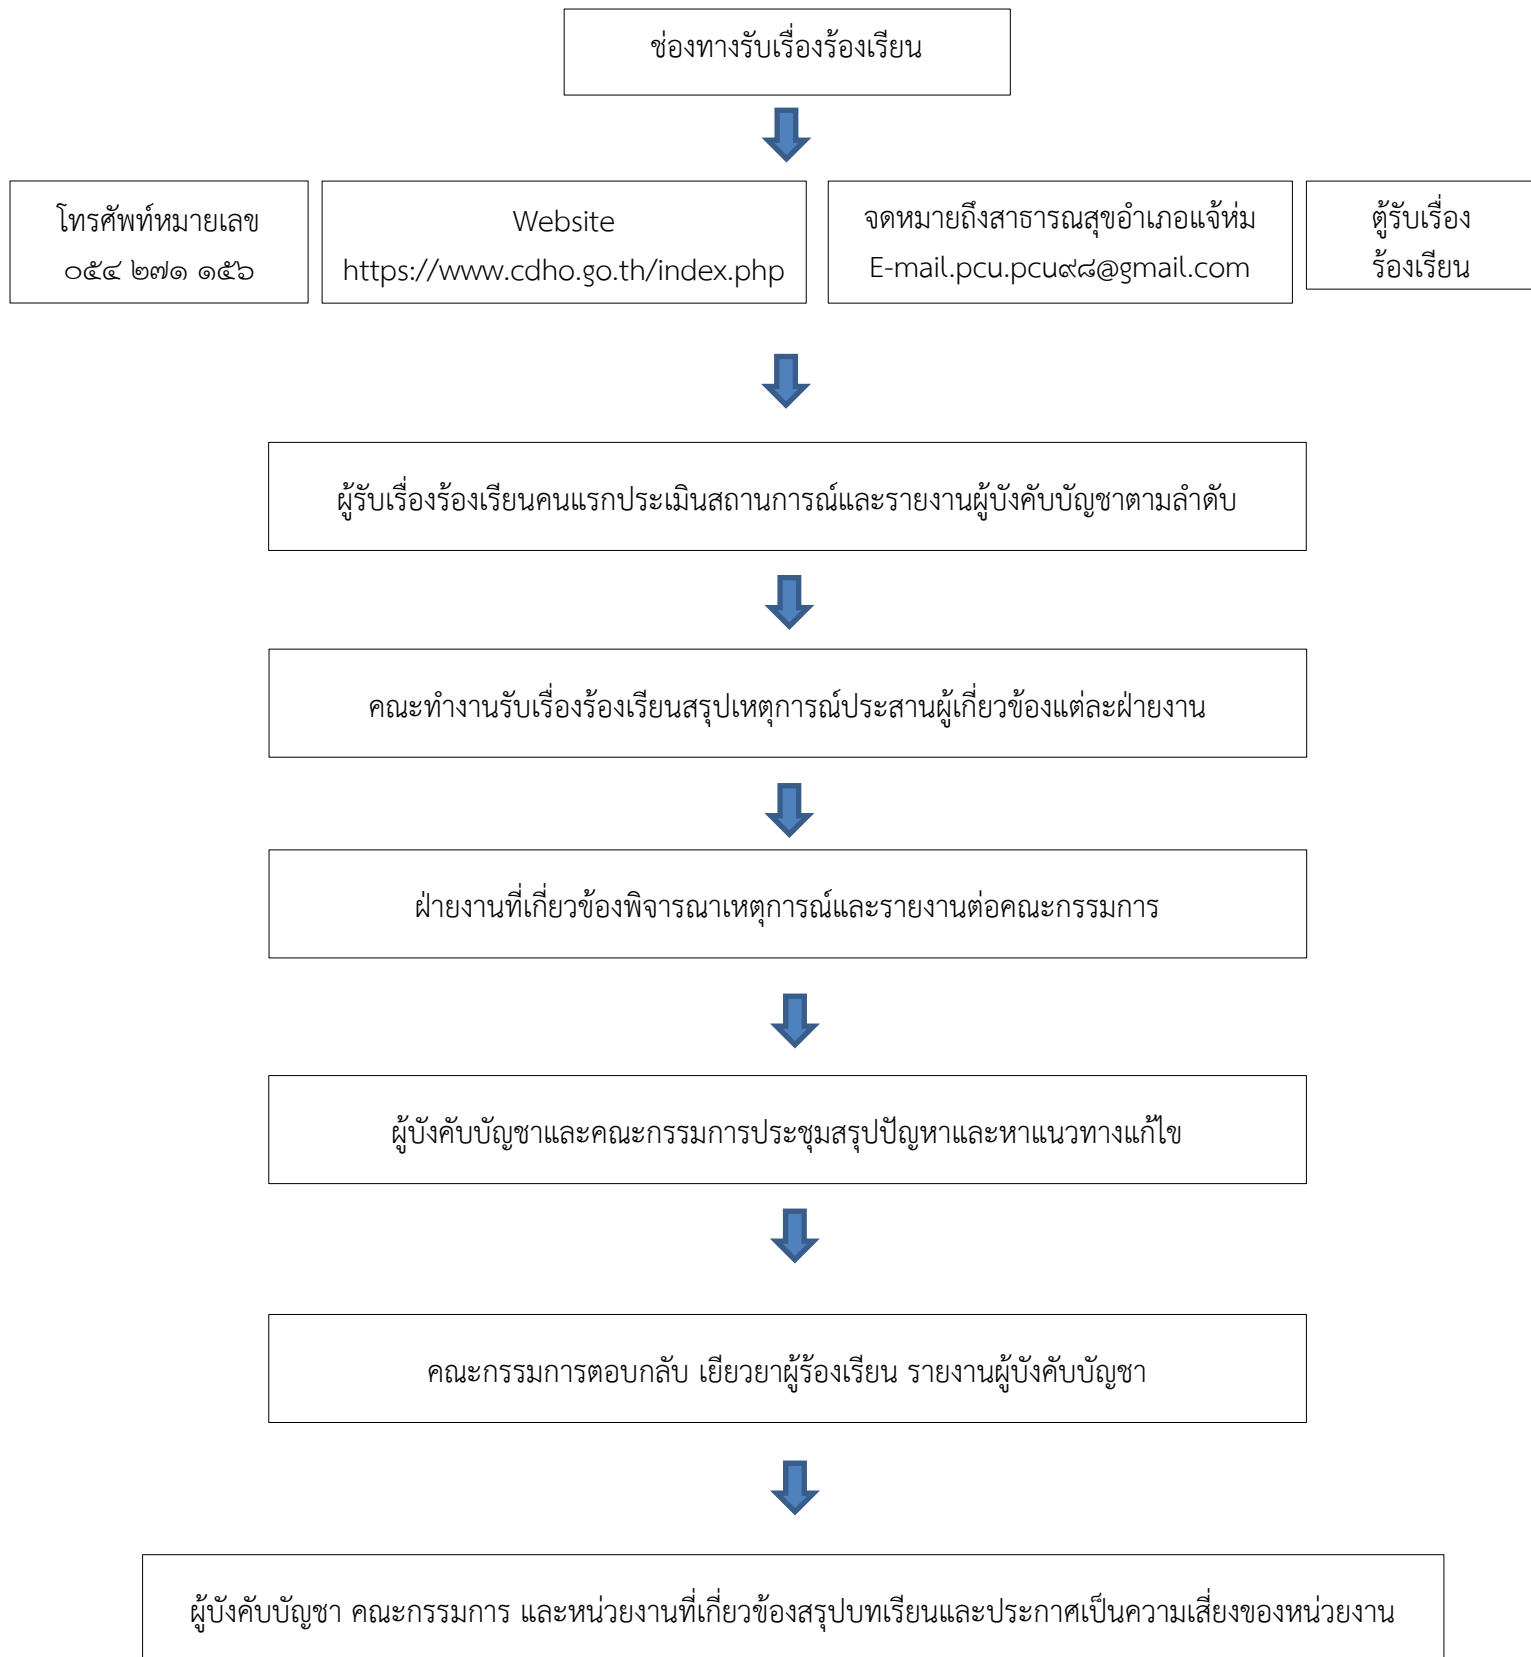 ช่องทางรับเรื่องร้องเรียน
โทรศัพท์หมายเลข
๐๕๔ ๒๗๑ ๑๕๖
Website
https://www.cdho.go.th/index.php
จดหมายถึงสาธารณสุขอำเภอแจ้ห่ม
E-mail.pcu.pcu๙๘@gmail.com
ตู้รับเรื่อง
ร้องเรียน
ผู้รับเรื่องร้องเรียนคนแรกประเมินสถานการณ์และรายงานผู้บังคับบัญชาตามลำดับ
คณะทำงานรับเรื่องร้องเรียนสรุปเหตุการณ์ประสานผู้เกี่ยวข้องแต่ละฝ่ายงาน
ฝ่ายงานที่เกี่ยวข้องพิจารณาเหตุการณ์และรายงานต่อคณะกรรมการ
ผู้บังคับบัญชาและคณะกรรมการประชุมสรุปปัญหาและหาแนวทางแก้ไข
คณะกรรมการตอบกลับ เยียวยาผู้ร้องเรียน รายงานผู้บังคับบัญชา
ผู้บังคับบัญชา คณะกรรมการ และหน่วยงานที่เกี่ยวข้องสรุปบทเรียนและประกาศเป็นความเสี่ยงของหน่วยงาน